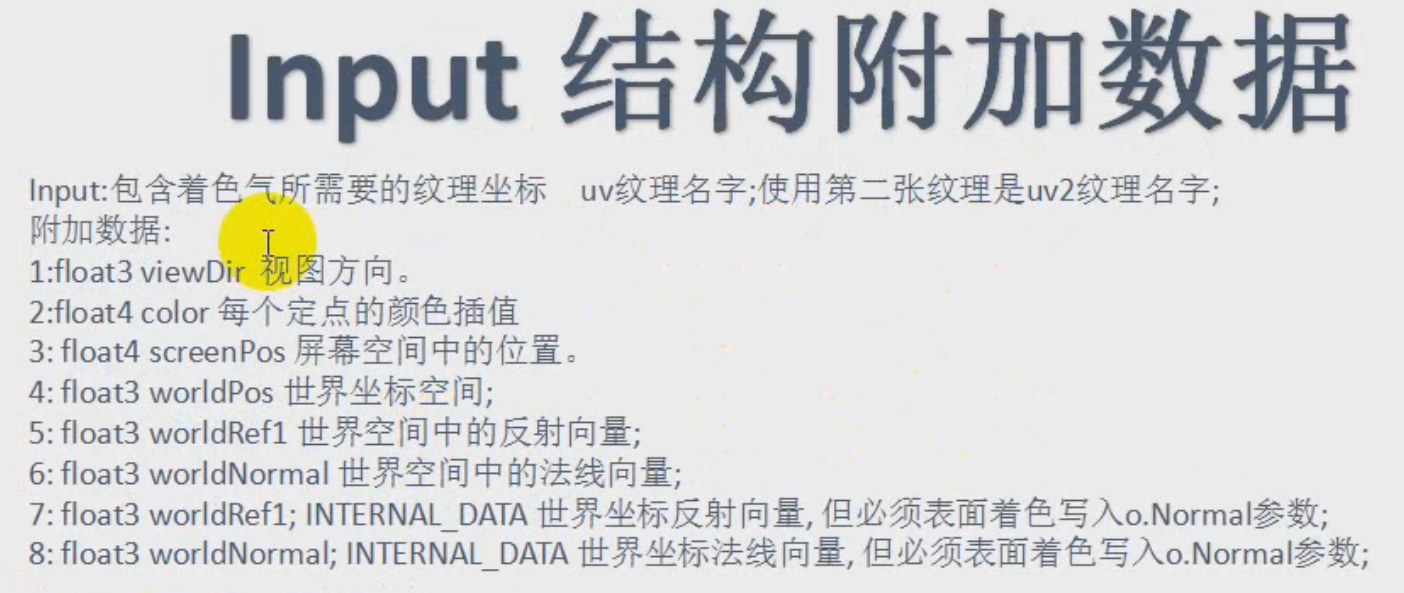 Input 结构附加数据
Input:包含着色气所需要的纹理坐标 uv纹理名字;使用第二张纹理是uv2纹理名字;
附加数据:
1:float3 viewDir 视图方向。
2:float4 color 每个定点的颜色插值
3: float4 screenPos 屏幕空间中的位置。
4: float3 worldPos 世界坐标空间;
5: float3 worldRef1 世界空间中的反射向量;
6: float3 worldNormal 世界空间中的法线向量;
7: float3 worldRef1; INTERNAL_DATA 世界坐标反射向量, 但必须表面着色写入o.Normal参数;
8: float3 worldNormal; INTERNAL_DATA 世界坐标法线向量, 但必须表面着色写入o.Normal参数;